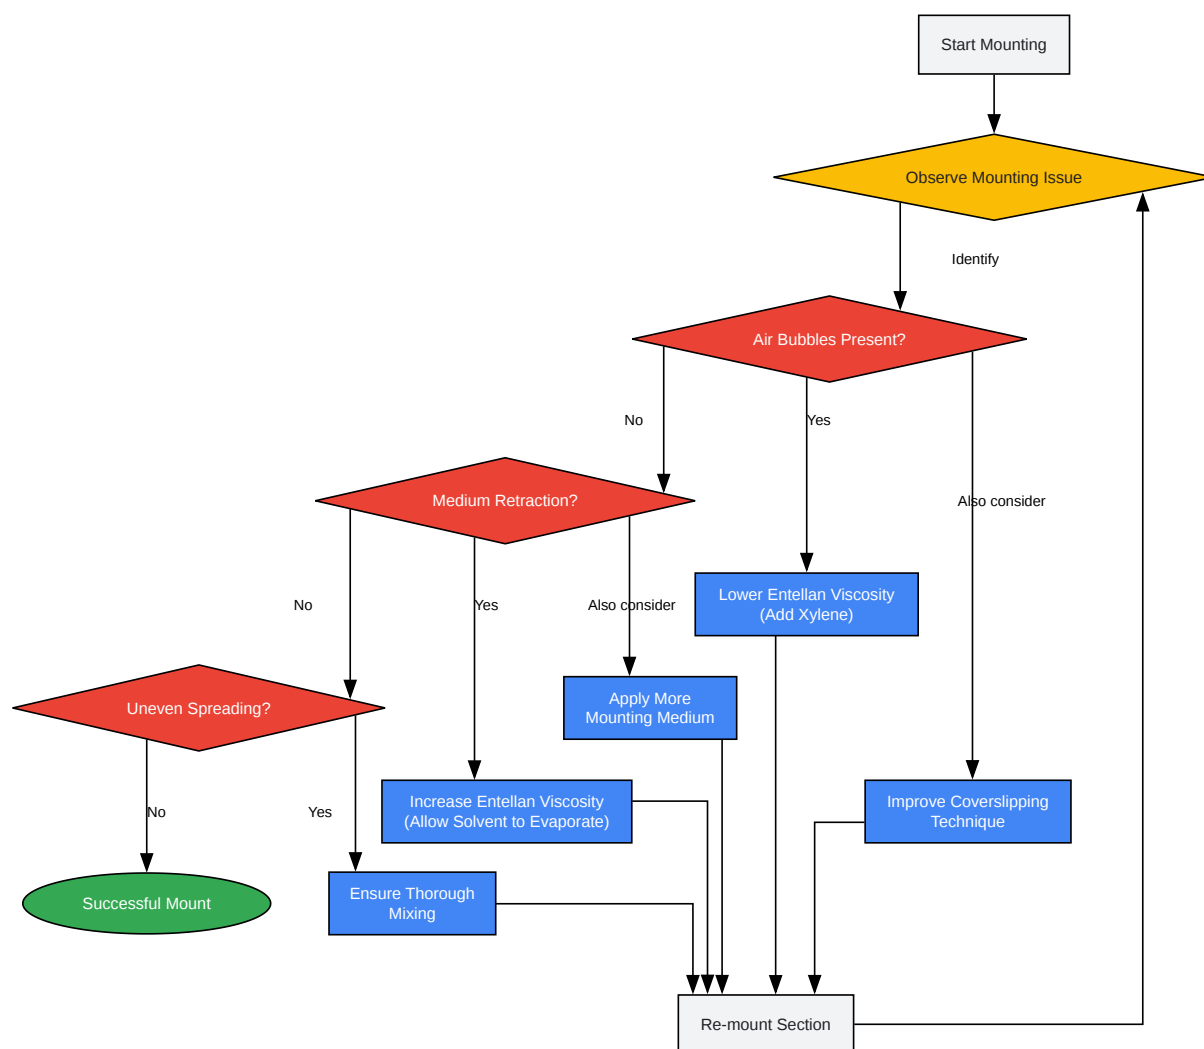 Start Mounting
Observe Mounting Issue
Identify
Air Bubbles Present?
No
Yes
Also consider
Medium Retraction?
No
Yes
Also consider
Lower Entellan Viscosity
(Add Xylene)
Uneven Spreading?
Apply More
Mounting Medium
No
Yes
Increase Entellan Viscosity
(Allow Solvent to Evaporate)
Improve Coverslipping
Technique
Successful Mount
Ensure Thorough
Mixing
Re-mount Section